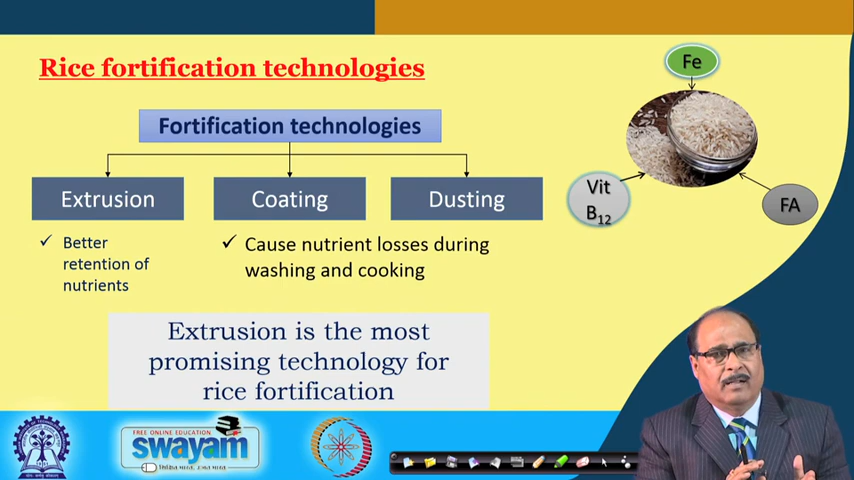 Rice fortification technologies
Fe
Fortification technologies
Extrusion
Coating
Dusting
Vit
B12
FA
✓ Better
retention of
nutrients
✓ Cause nutrient losses during
washing and cooking
Extrusion is the most
promising technology for
rice fortification
FREE ONLINE EDUCATION
swayam